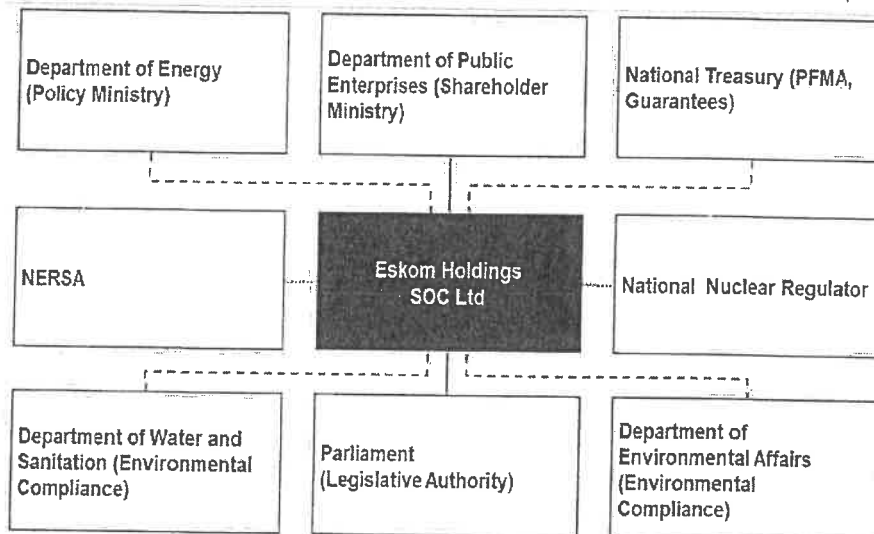 Department of Energy
(Policy Ministry)
Department of Public
Enterprises (Shareholder
Ministry)
National Treasury (PFMA,
Guarantees)
NERSA
Eskom Holdings
SOC Ltd
National Nuclear Regulator
Department of Water and
Sanitation (Environmental
Compliance)
Parliament
(Legislative Authority)
Department of
Environmental Affairs
(Environmental
Compliance)